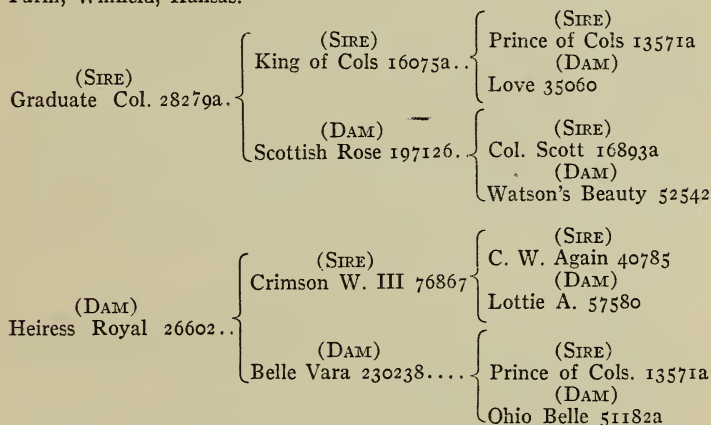 Farm, Winfield, Kansas.
(SIRE)
Prince of Cols 13571a
(SIRE)
King of Cols 16075a..
(DAM)
Love 35060
(SIRE)
Graduate Col. 28279a.
(SIRE)
Col. Scott 16893a
(DAM)
Scottish Rose 197126..
(DAM)
Watson's Beauty 52542
(SIRE)
C. W. Again 40785
(SIRE)
Crimson W. III 76867
(DAM)
Lottie A. 57580
(DAM)
Heiress Royal 26602..
(SIRE)
Prince of Cols. 13571a
(DAM)
Belle Vara 230238....
(DAM)
Ohio Belle 51182a